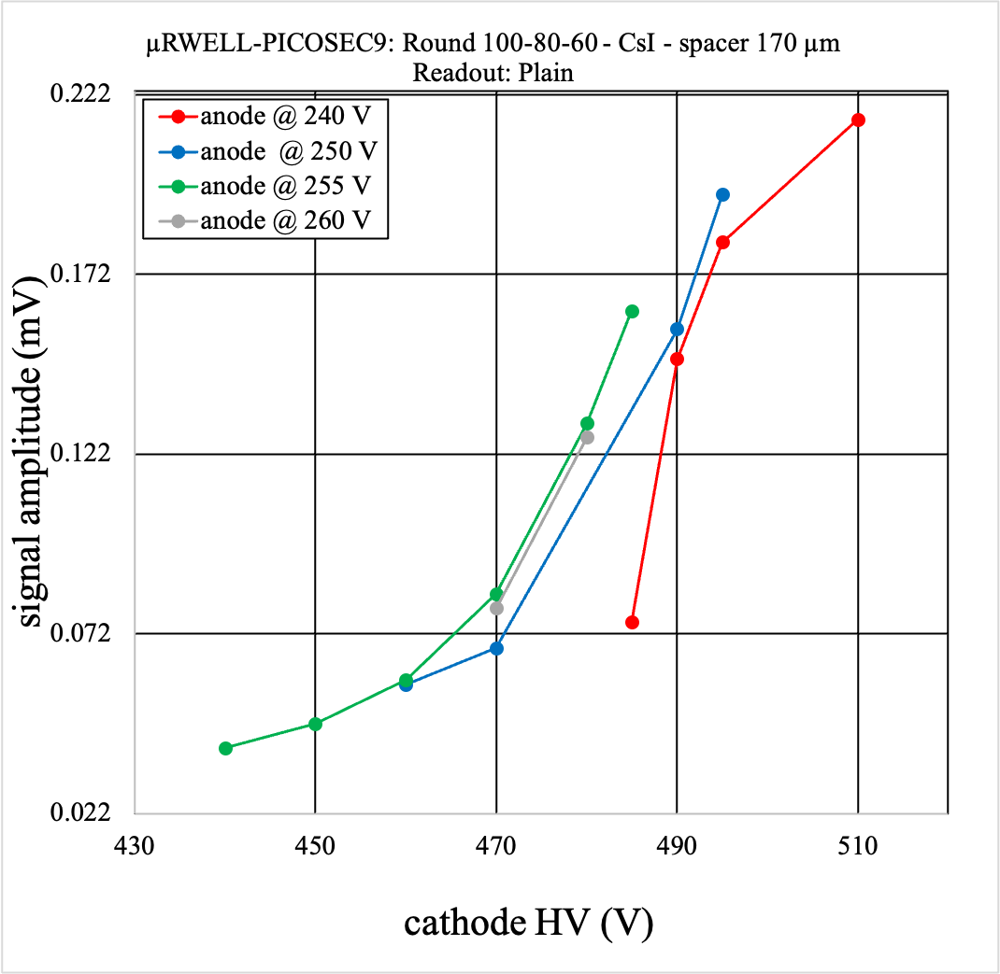 µRWELL-PICOSEC9: Round 100-80-60 - CsI - spacer 170 µm
Readout: Plain
0.222
anode @ 240 V
anode @ 250 V
anode @ 255 V
anode @ 260 V
0.172
0.122
0.072
0.022
signal amplitude (mV)
430 450 470 490 510
cathode HV (V)